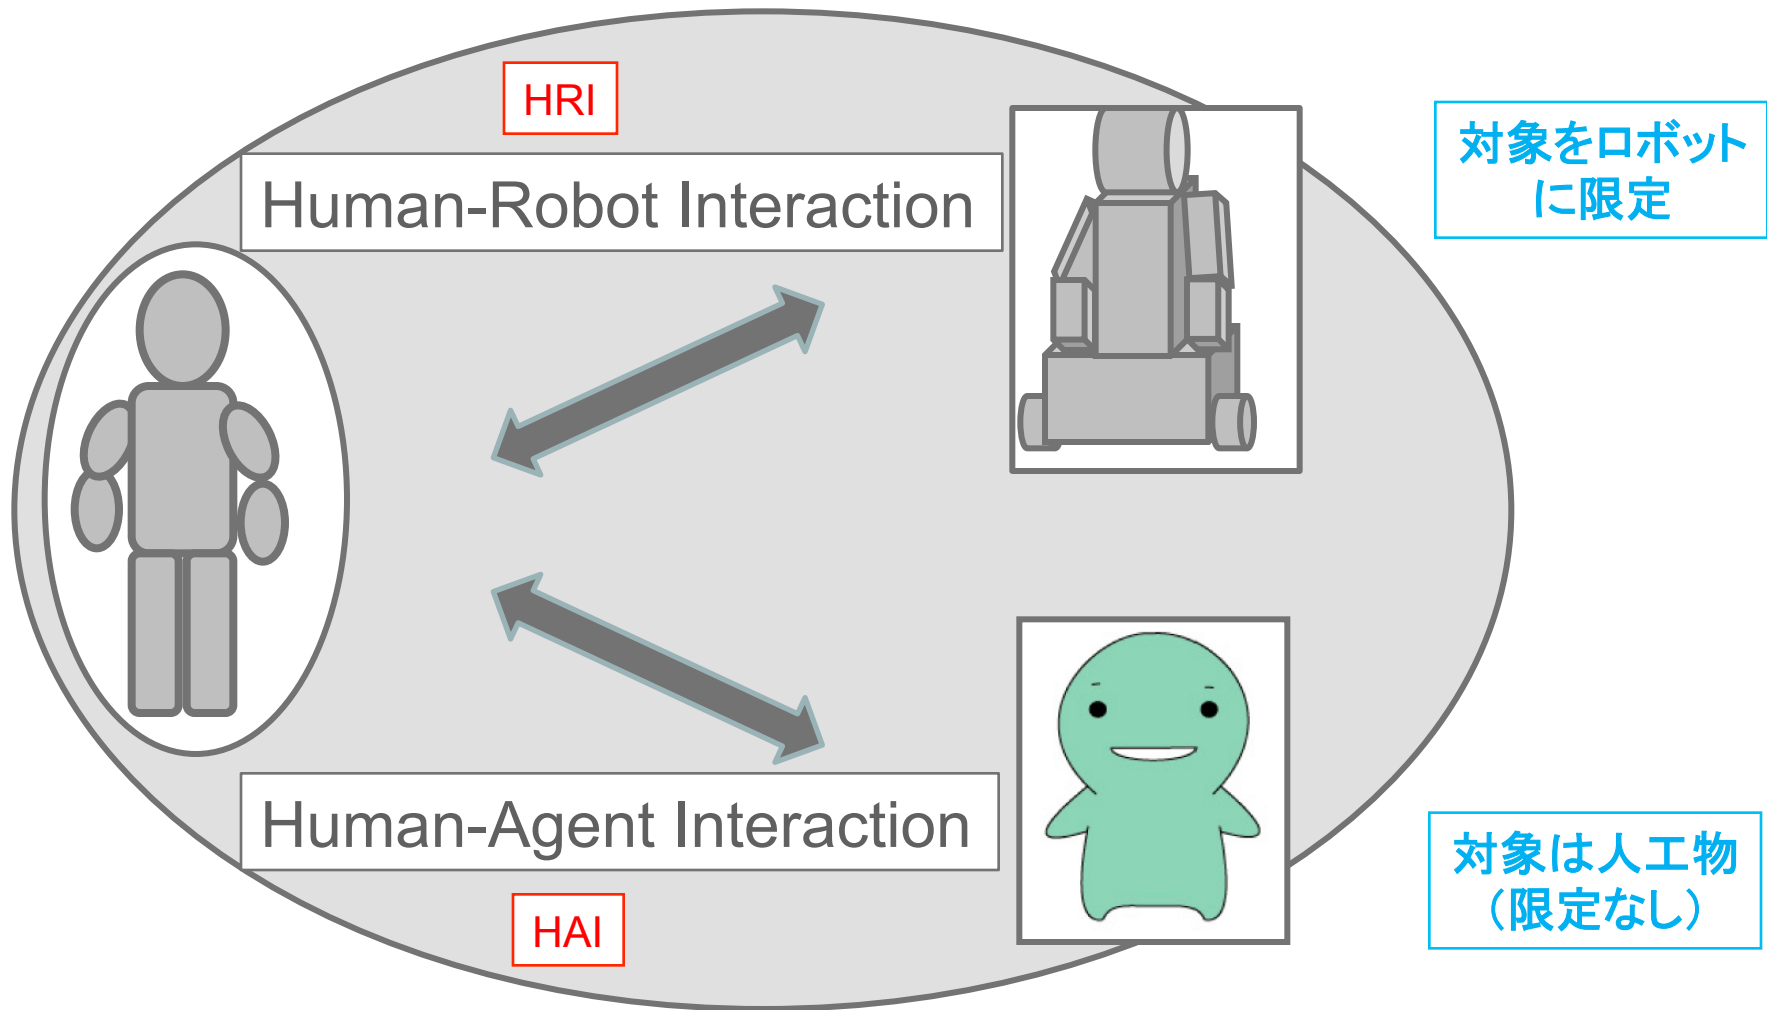 HRI
Human-Robot Interaction
対象をロボット
に限定
Human-Agent Interaction
HAI
対象は人工物
（限定なし）